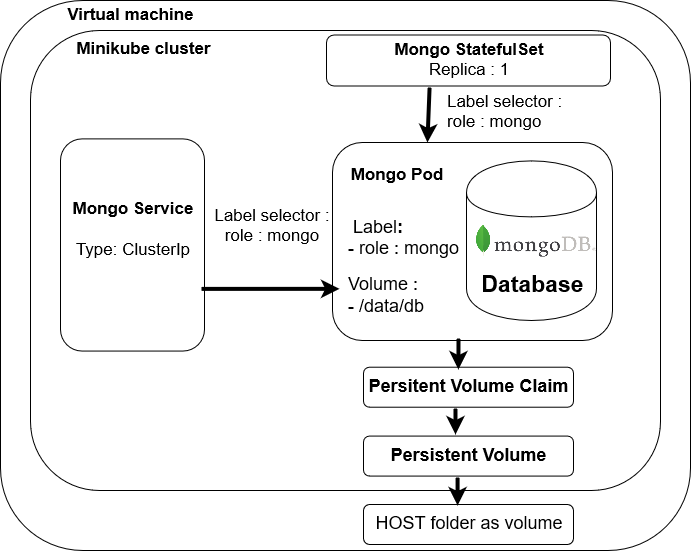 Virtual machine
Minikube cluster
Mongo StatefulSet
Replica : 1
Label selector :
role : mongo
Mongo Service
Type: ClusterIp
Label selector :
role : mongo
Mongo Pod
Label:
- role : mongo
Volume :
- /data/db
mongoDB.
Database
Persitent Volume Claim
Persistent Volume
HOST folder as volume